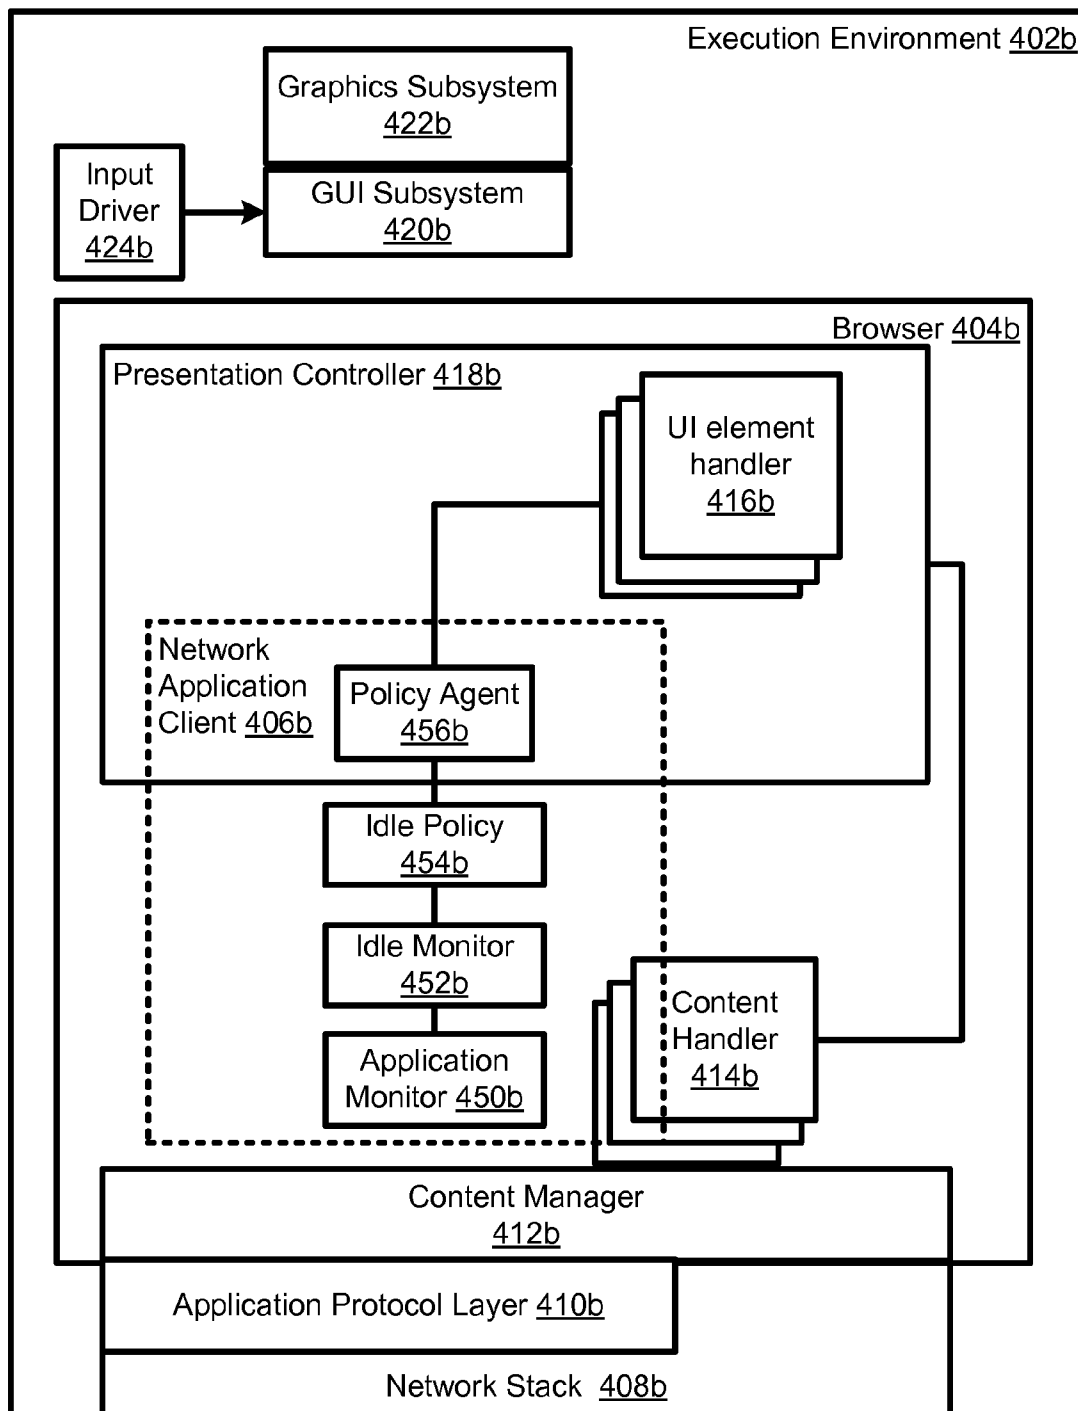 Execution Environment 402b
Graphics Subsystem
422b
Input
Driver
424b
GUI Subsystem
420b
Browser 404b
Presentation Controller 418b
UI element
handler
416b
Network
Application
Client 406b
Policy Agent
456b
Idle Policy
454b
Idle Monitor
452b
Application
Monitor 450b
Content
Handler
414b
Content Manager
412b
Application Protocol Layer 410b
Network Stack 408b